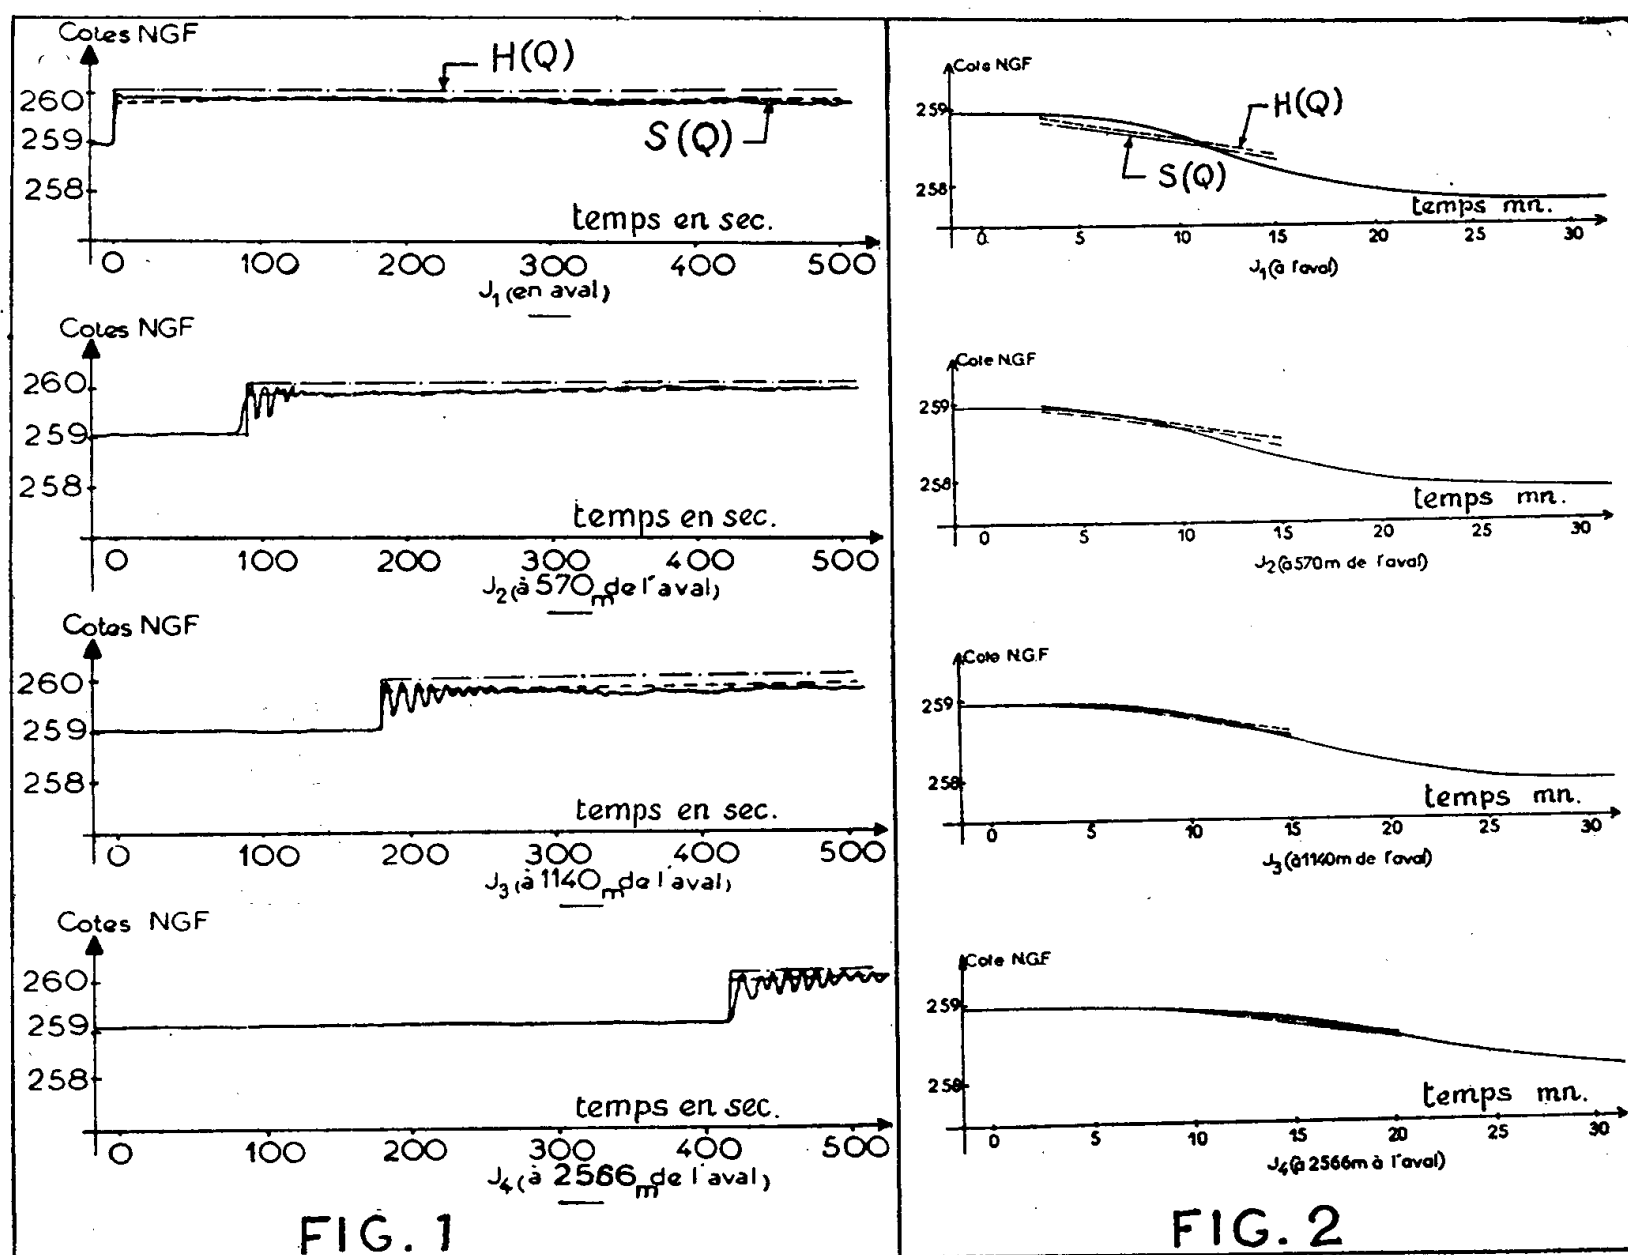 Cotes NGF
H(Q)
260
S(Q)
259
258
temps en sec.
0 100 200 300 400 500
J1 (en aval)
Cotes NGF
260
259
258
temps en sec.
0 100 200 300 400 500
J2 (à 570m de l'aval)
Cotes NGF
260
259
258
temps en sec.
0 100 200 300 400 500
J3 (à 1140m de l'aval)
Cotes NGF
260
259
258
temps en sec.
0 100 200 300 400 500
J4 (à 2566m de l'aval)
FIG. 1
Cote NGF
259
H(Q)
S(Q)
258
temps mn.
0 5 10 15 20 25 30
J1 (à l'aval)
Cote N.G.F
259
258
temps mn.
0 5 10 15 20 25 30
J2 (à 570m de l'aval)
Cote N.G.F
259
258
temps mn.
0 5 10 15 20 25 30
J3 (à 1140m de l'aval)
Cote N.G.F
259
258
temps mn.
0 5 10 15 20 25 30
J4 (à 2566m à l'aval)
FIG. 2